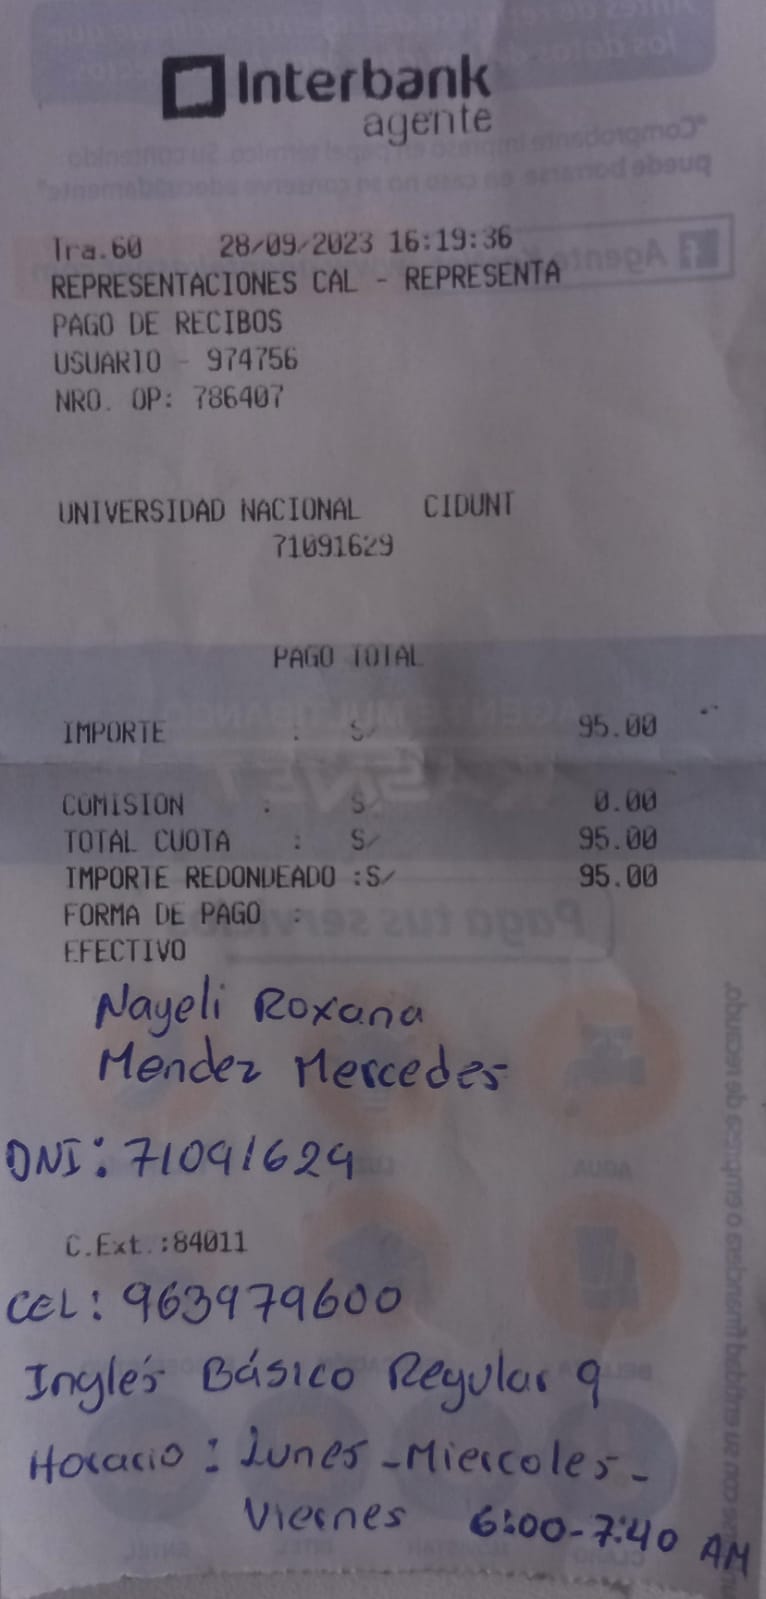 Interbank
agente
Tra.60 28/09/2023 16:19:36
REPRESENTACIONES CAL - REPRESENTA
PAGO DE RECIBOS
USUARIO - 974756
NRO. OP: 786407
UNIVERSIDAD NACIONAL CIDUNT
71091629
PAGO TOTAL
IMPORTE : S/ 95.00
COMISION : S/ 0.00
TOTAL CUOTA : S/ 95.00
IMPORTE REDONDEADO :S/ 95.00
FORMA DE PAGO :
EFECTIVO
Nayeli Roxana
Mendez Mercedes
DNI: 71091629
C.Ext.:84011
CEL: 963979600
Inglés Básico Regular 9
Horario: Lunes - Miercoles -
Viernes 6:00-7:40 AM